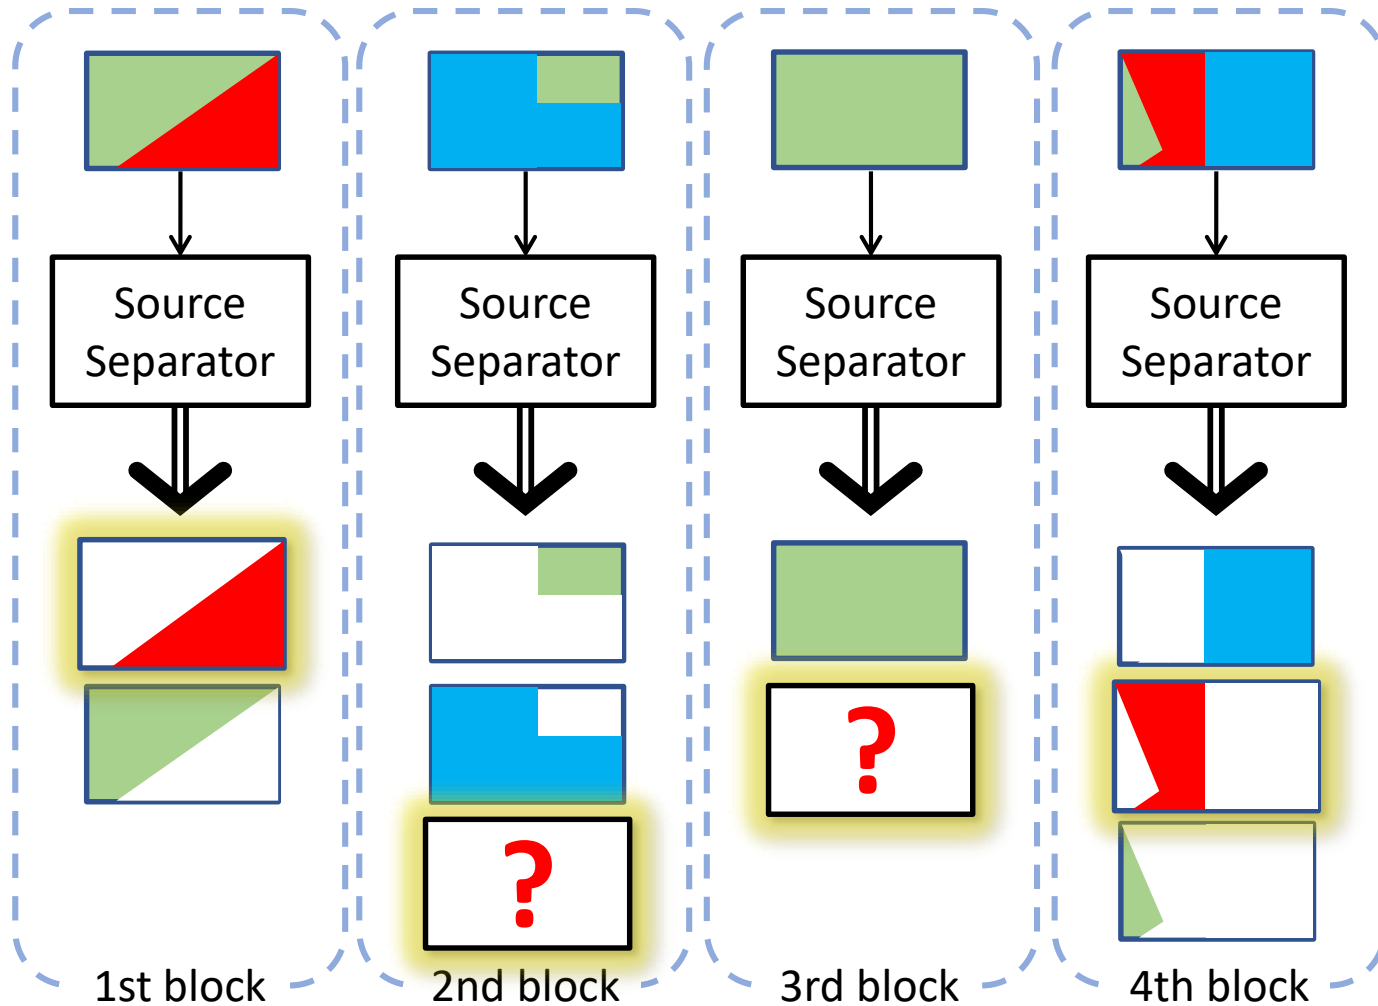 Source
Separator
Source
Separator
Source
Separator
Source
Separator
?
?
1st block
2nd block
3rd block
4th block